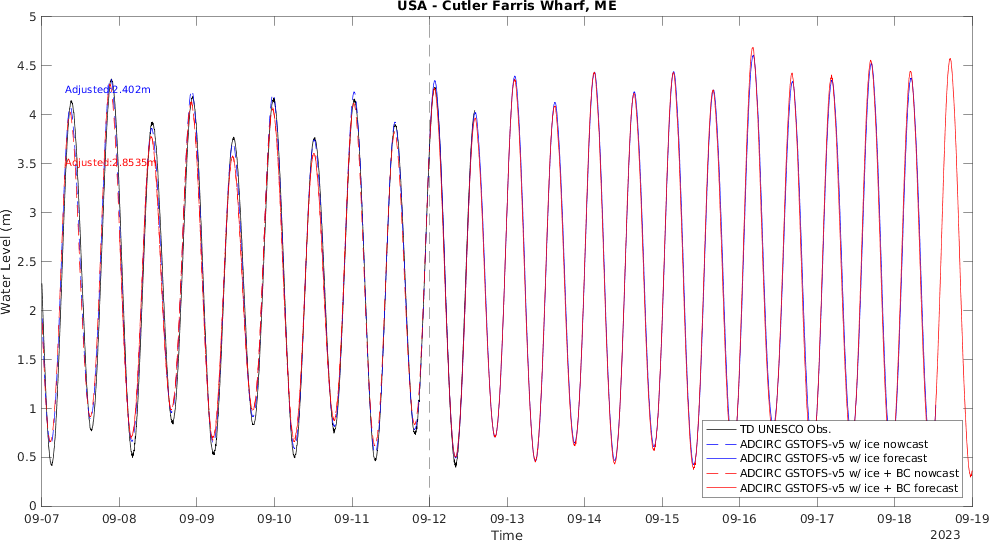 USA - Cutler Farris Wharf, ME
5
4.5
4
3.5
3
2.5
2
1.5
1
0.5
0
Water Level (m)
Adjusted:2.402m
Adjusted:2.8535m
TD UNESCO Obs.
ADCIRC GSTOFS-v5 w/ ice nowcast
ADCIRC GSTOFS-v5 w/ ice forecast
ADCIRC GSTOFS-v5 w/ ice + BC nowcast
ADCIRC GSTOFS-v5 w/ ice + BC forecast
09-07 09-08 09-09 09-10 09-11 09-12 09-13 09-14 09-15 09-16 09-17 09-18 09-19
Time
2023